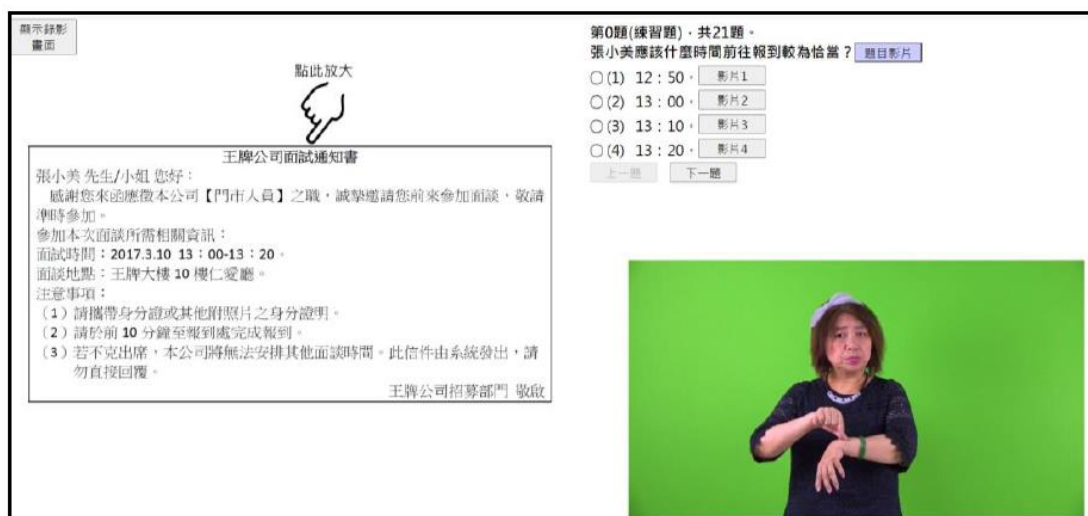 顯示錄影
畫面
點此放大
王牌公司面試通知書
張小美 先生/小姐 您好：
感謝您來函應徵本公司【門市人員】之職，誠摯邀請您前來參加面談，敬請
準時參加。
參加本次面談所需相關資訊：
面試時間：2017.3.10 13：00-13：20。
面談地點：王牌大樓 10 樓仁愛廳。
注意事項：
（1）請攜帶身分證或其他附照片之身分證明。
（2）請於前 10 分鐘至報到處完成報到。
（3）若不克出席，本公司將無法安排其他面談時間。此信件由系統發出，請
勿直接回覆。
王牌公司招募部門 敬啟
第0題(練習題)，共21題。
張小美應該什麼時間前往報到較為恰當？ 題目影片
(1) 12：50。 影片1
(2) 13：00。 影片2
(3) 13：10。 影片3
(4) 13：20。 影片4
上一題 下一題